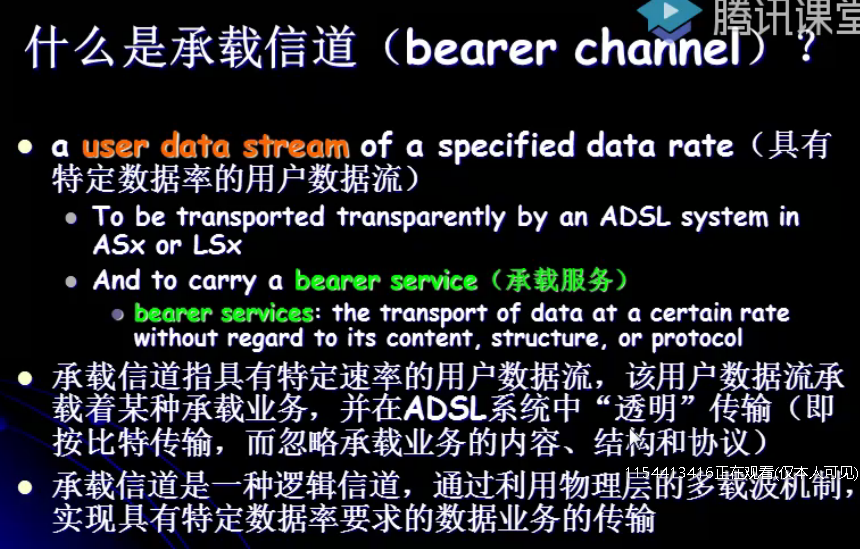 腾讯课堂
什么是承载信道（bearer channel）？
a user data stream of a specified data rate（具有
特定数据率的用户数据流）
To be transported transparently by an ADSL system in
ASx or LSx
And to carry a bearer service（承载服务）
bearer services: the transport of data at a certain rate
without regard to its content, structure, or protocol
承载信道指具有特定速率的用户数据流，该用户数据流承
载着某种承载业务，并在ADSL系统中“透明”传输（即
按比特传输，而忽略承载业务的内容、结构和协议）
1154413416正在观看(仅本人可见)
承载信道是一种逻辑信道，通过利用物理层的多载波机制，
实现具有特定数据率要求的数据业务的传输